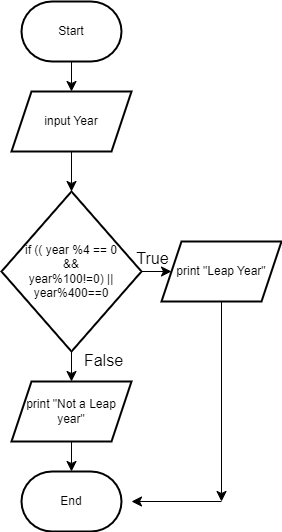 Start
input Year
if (( year %4 == 0
&&
year%100!=0) ||
year%400==0
True
print "Leap Year"
False
print "Not a Leap
year"
End